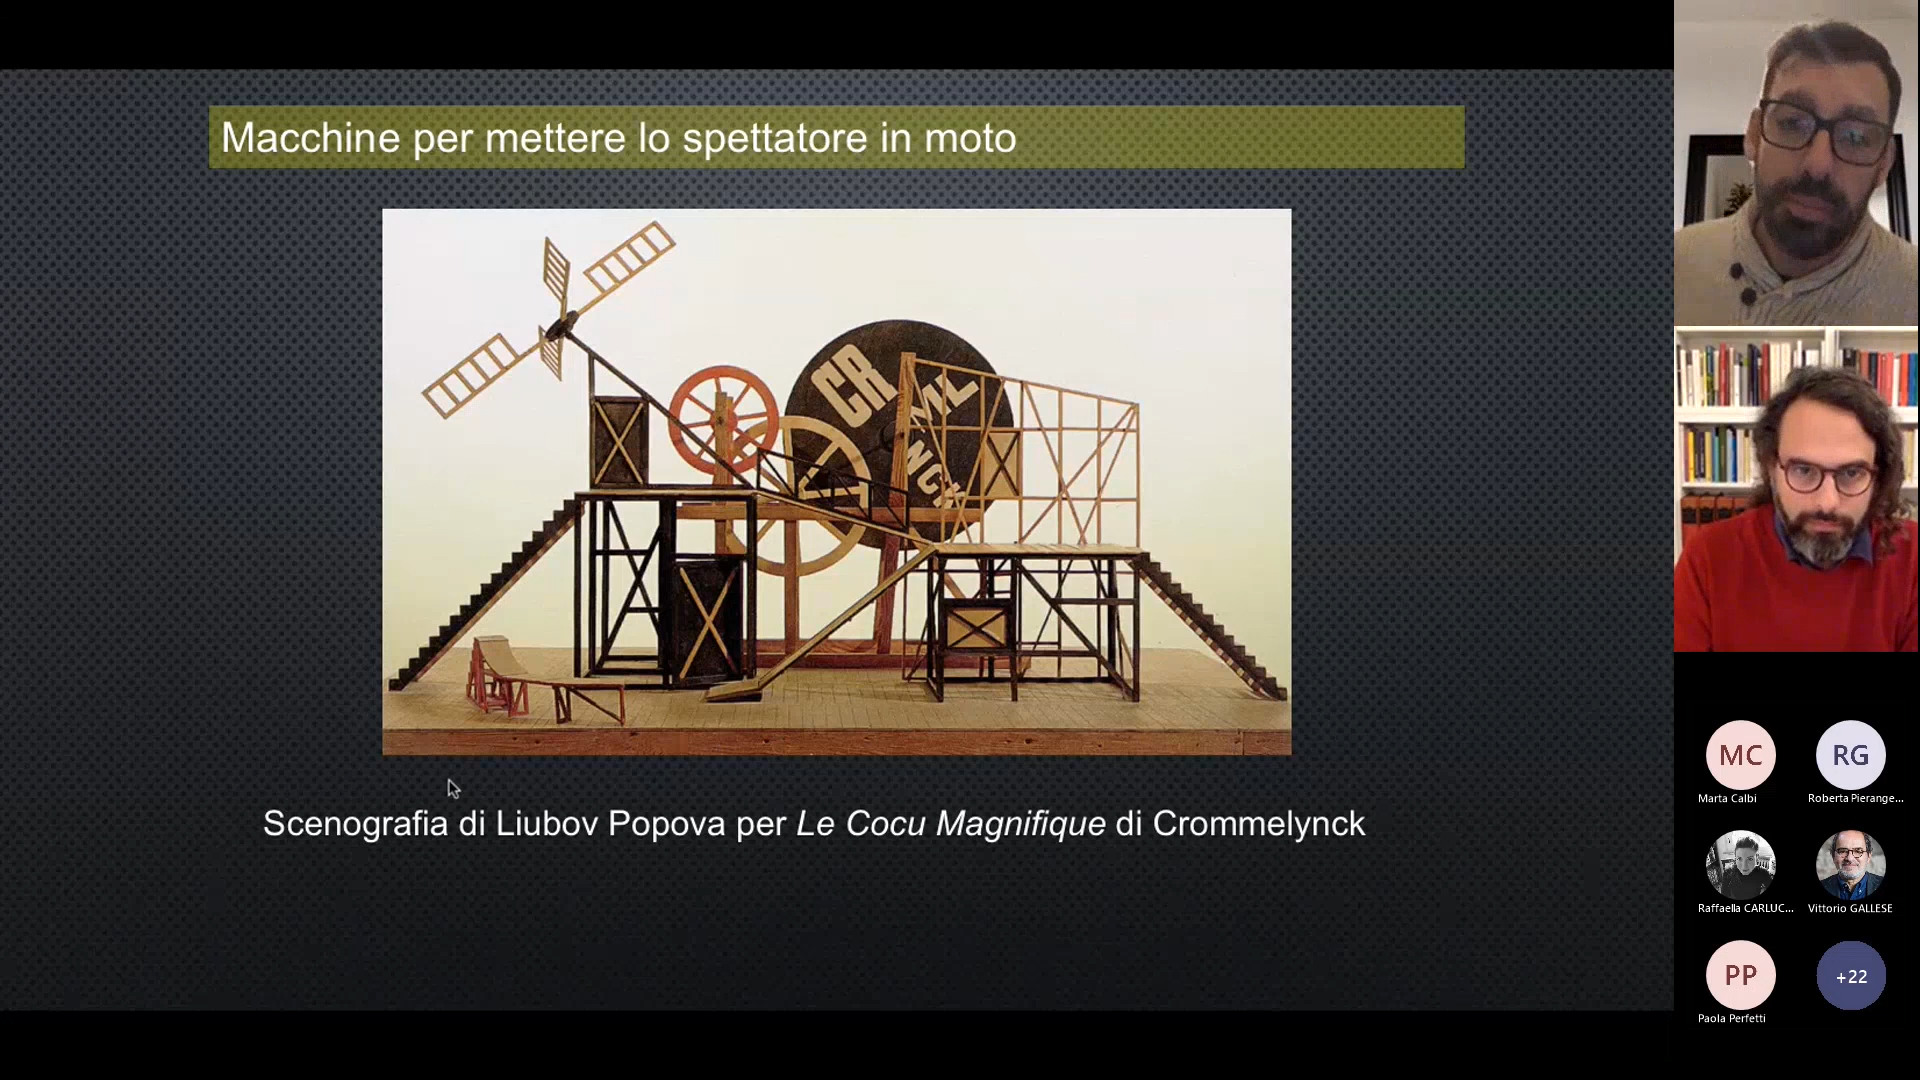 Macchine per mettere lo spettatore in moto
CR
ML
NCK
Scenografia di Liubov Popova per Le Cocu Magnifique di Crommelynck
MC
RG
Marta Calbi
Roberta Pierange...
Raffaella CARLUC...
Vittorio GALLESE
PP
+22
Paola Perfetti